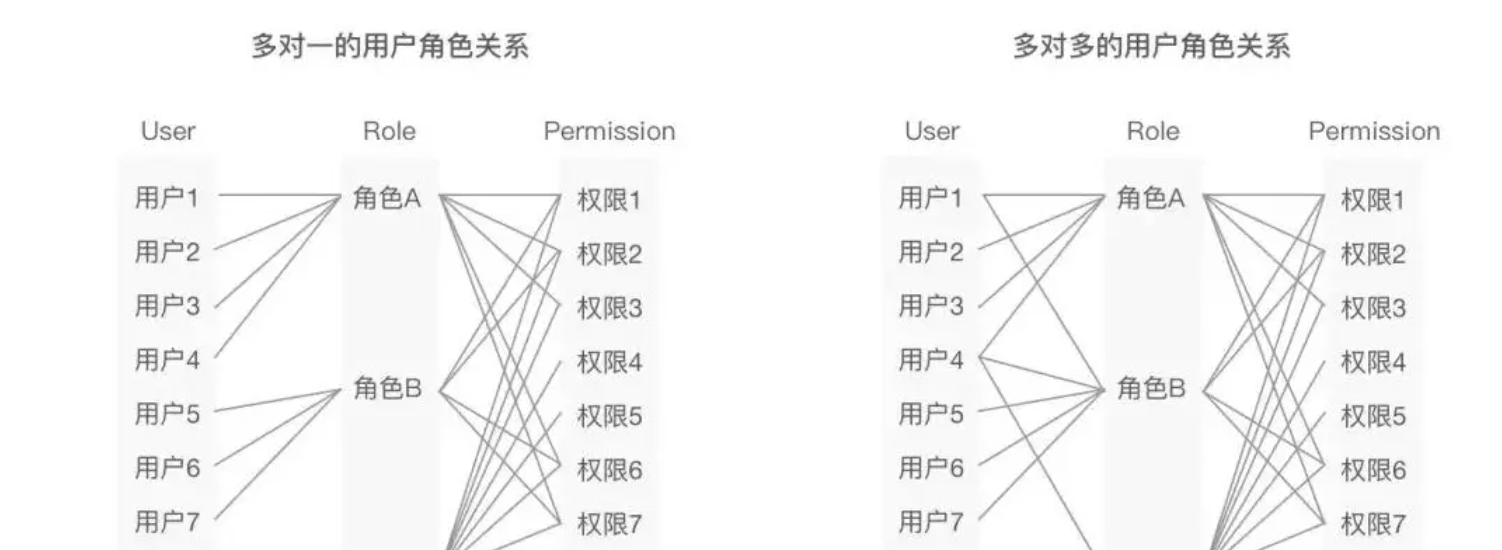 多对一的用户角色关系
User Role Permission
用户1 角色A 权限1
用户2 权限2
用户3 权限3
用户4 权限4
角色B
用户5 权限5
用户6 权限6
用户7 权限7
多对多的用户角色关系
User Role Permission
用户1 角色A 权限1
用户2 权限2
用户3 权限3
用户4 权限4
角色B
用户5 权限5
用户6 权限6
用户7 权限7